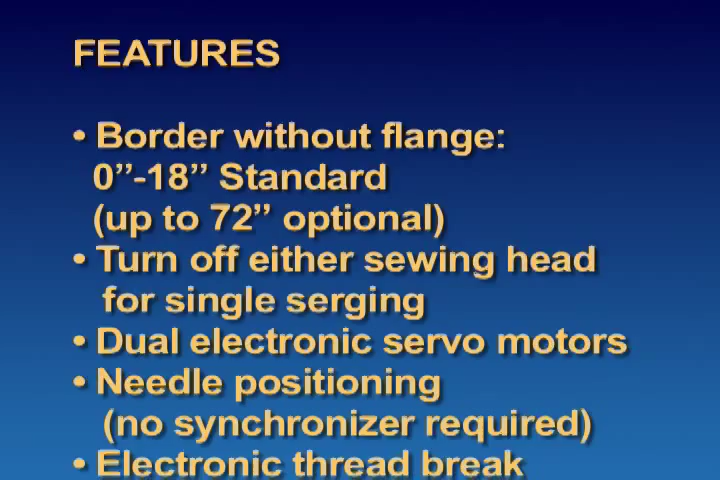 FEATURES
• Border without flange:
0”-18” Standard
(up to 72” optional)
• Turn off either sewing head
for single serging
• Dual electronic servo motors
• Needle positioning
(no synchronizer required)
• Electronic thread break